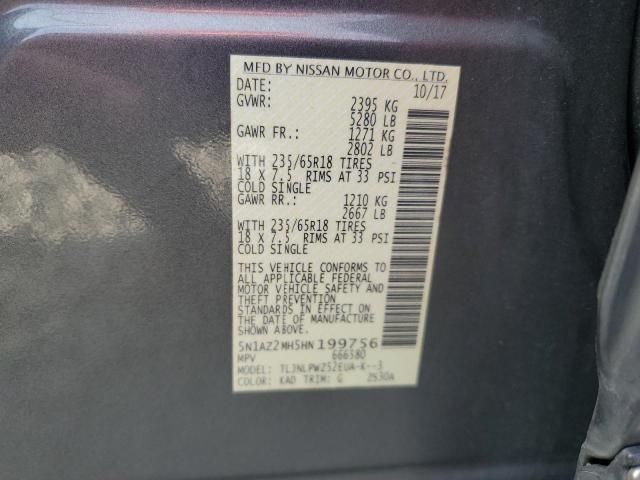 MFD BY NISSAN MOTOR CO., LTD.
DATE: 10/17
GVWR: 2395 KG
5280 LB
GAWR FR.: 1271 KG
2802 LB
WITH 235/65R18 TIRES
18 X 7.5 RIMS AT 33 PSI
COLD SINGLE
GAWR RR.: 1210 KG
2667 LB
WITH 235/65R18 TIRES
18 X 7.5 RIMS AT 33 PSI
COLD SINGLE
THIS VEHICLE CONFORMS TO
ALL APPLICABLE FEDERAL
MOTOR VEHICLE SAFETY AND
THEFT PREVENTION
STANDARDS IN EFFECT ON
THE DATE OF MANUFACTURE
SHOWN ABOVE.
5N1AZ2MH5HN199756
MPV 666580
MODEL: TLJNLPWZ52EUA-K--3
COLOR: KAD TRIM: G 2530A